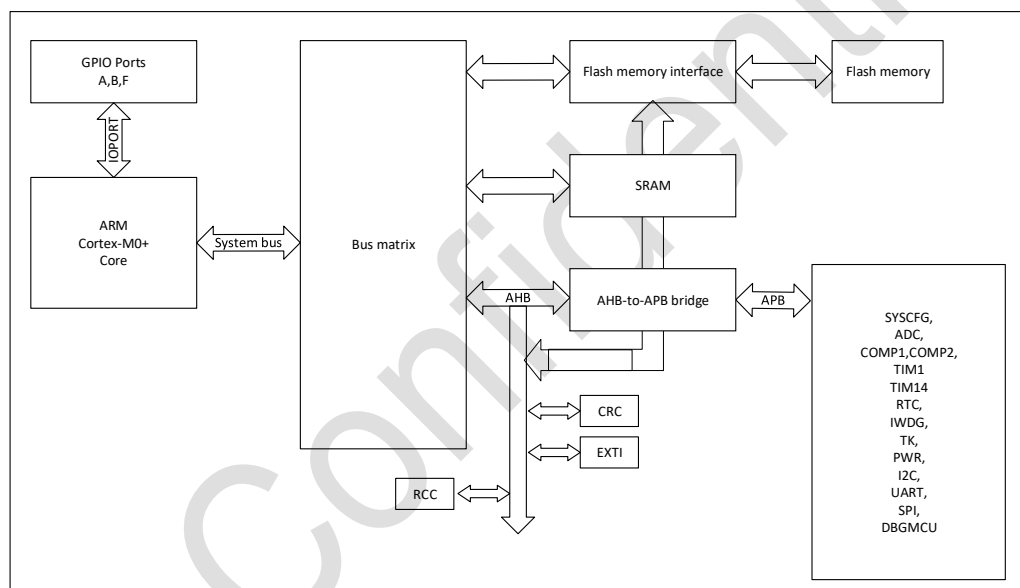 GPIO Ports
A,B,F
IOPORT
ARM
Cortex-M0+
Core
System bus
Bus matrix
Flash memory interface
Flash memory
SRAM
AHB
AHB-to-APB bridge
APB
CRC
EXTI
RCC
SYSCFG,
ADC,
COMP1,COMP2,
TIM1
TIM14
RTC,
IWDG,
TK,
PWR,
I2C,
UART,
SPI,
DBGMCU
Confidenti